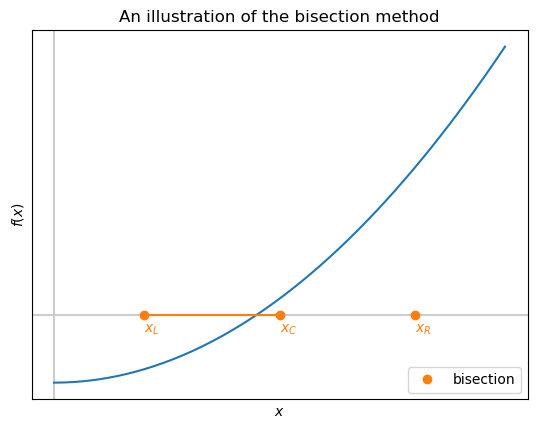 An illustration of the bisection method
f(x)
x_L
x_C
x_R
bisection
x